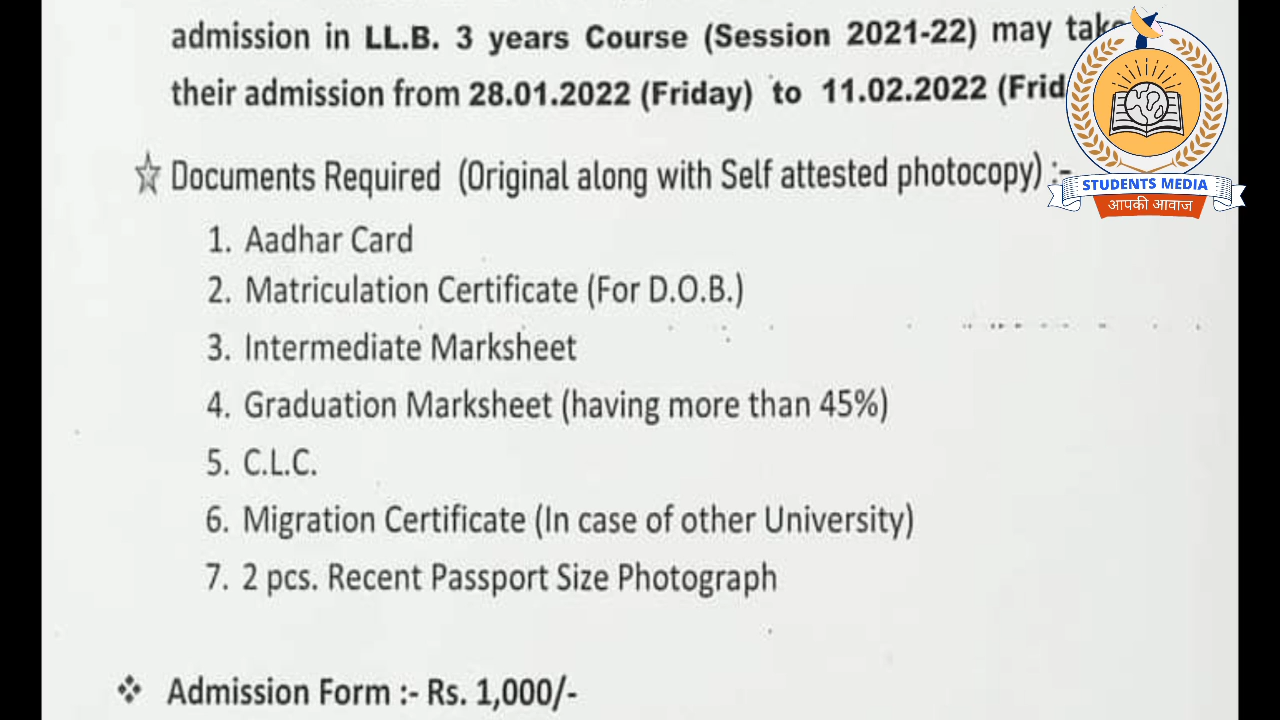 admission in LL.B. 3 years Course (Session 2021-22) may take
their admission from 28.01.2022 (Friday) to 11.02.2022 (Frid
☆ Documents Required (Original along with Self attested photocopy) :-
1. Aadhar Card
2. Matriculation Certificate (For D.O.B.)
3. Intermediate Marksheet
4. Graduation Marksheet (having more than 45%)
5. C.L.C.
6. Migration Certificate (In case of other University)
7. 2 pcs. Recent Passport Size Photograph
❖ Admission Form :- Rs. 1,000/-
STUDENTS MEDIA
आपकी आवाज